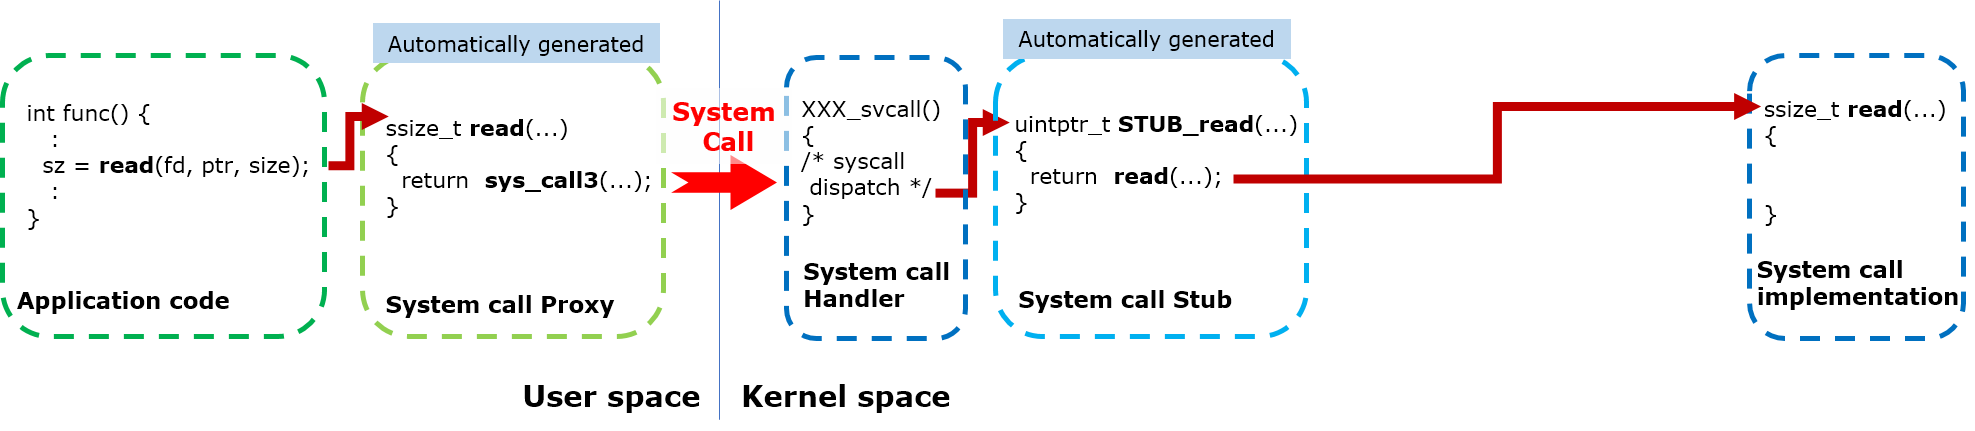 Automatically generated
Automatically generated
int func() {
:
sz = read(fd, ptr, size);
:
}
Application code
ssize_t read(...)
{
return sys_call3(...);
}
System call Proxy
System
Call
XXX_svcall()
{
/* syscall
dispatch */
}
System call
Handler
uintptr_t STUB_read(...)
{
return read(...);
}
System call Stub
ssize_t read(...)
{
}
System call
implementation
User space
Kernel space